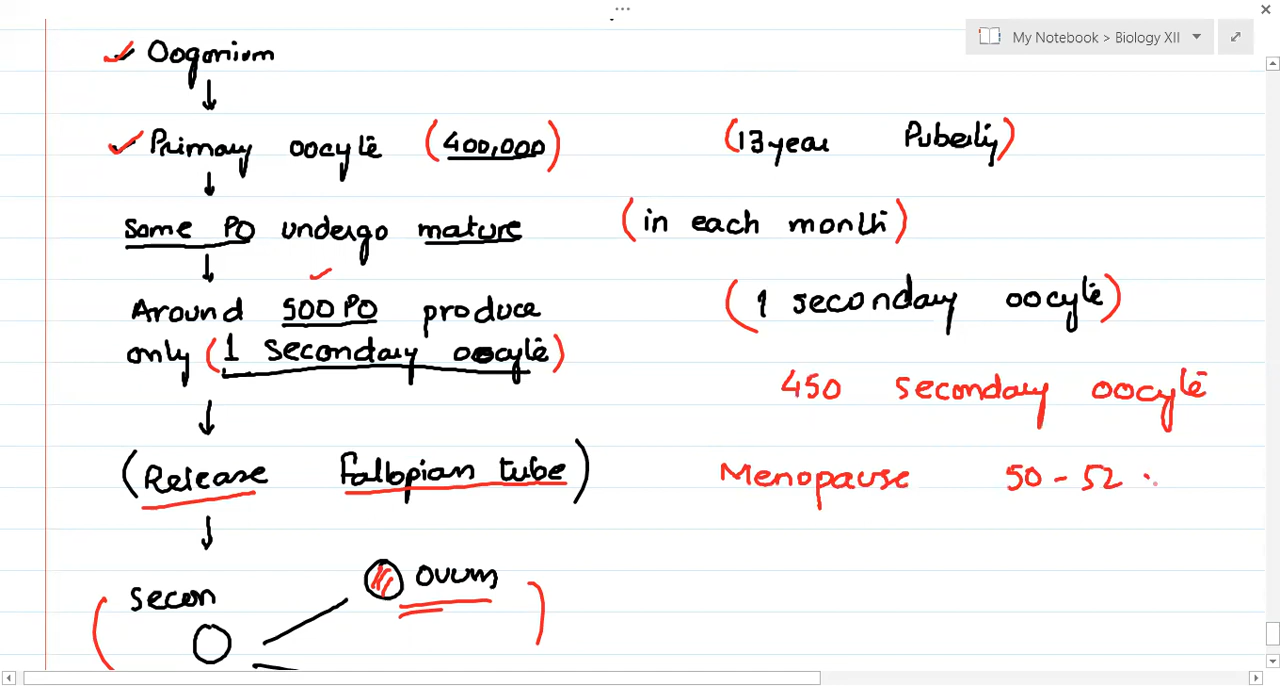 My Notebook > Biology XII
Oogonium
Primary oocyte (400,000) (13 year Puberty)
Some PO undergo mature (in each month)
Around 500 PO produce (1 secondary oocyte)
only (1 secondary oocyte)
450 secondary oocyte
(Release Fallopian tube) Menopause 50 - 52
Ovum
Secon